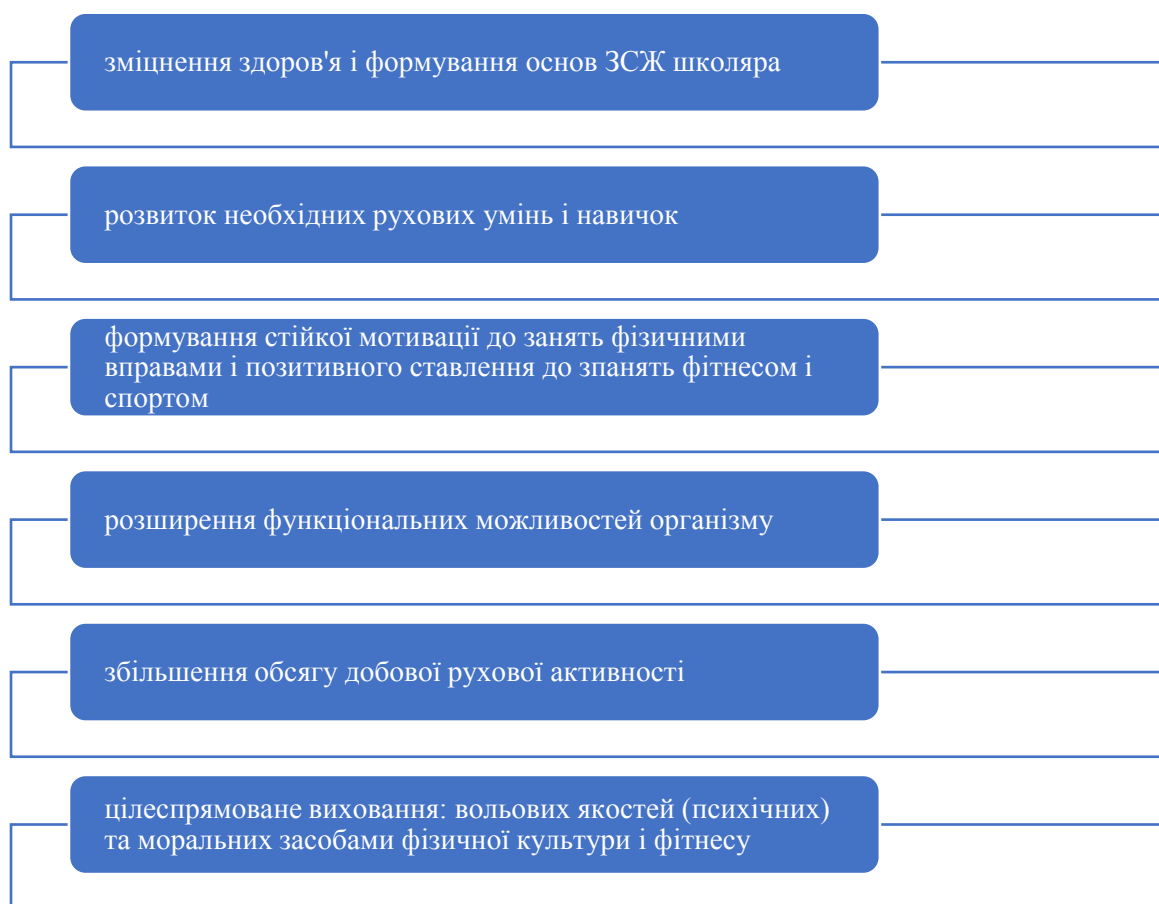 зміцнення здоров'я і формування основ ЗСЖ школяра
розвиток необхідних рухових умінь і навичок
формування стійкої мотивації до занять фізичними
вправами і позитивного ставлення до зпанять фітнесом і
спортом
розширення функціональних можливостей організму
збільшення обсягу добової рухової активності
цілеспрямоване виховання: вольових якостей (психічних)
та моральних засобами фізичної культури і фітнесу